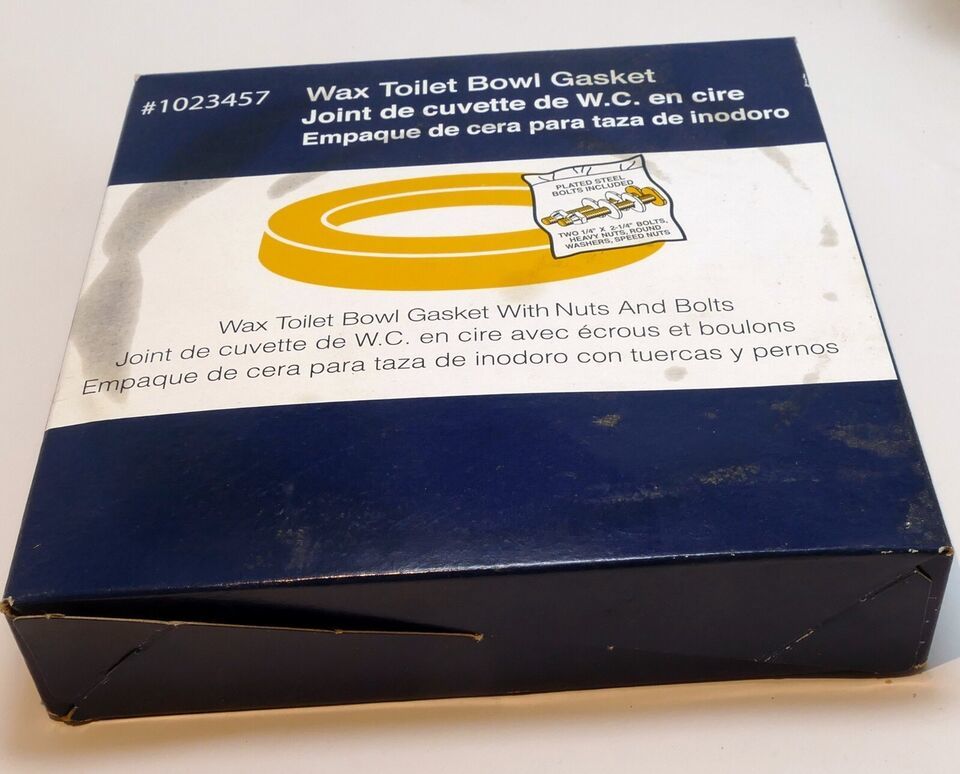 #1023457
Wax Toilet Bowl Gasket
Joint de cuvette de W.C. en cire
Empaque de cera para taza de inodoro
PLATED STEEL
BOLTS INCLUDED
TWO 1/4" X 2-1/4" BOLTS,
HEAVY NUTS, ROUND
WASHERS, SPEED NUTS
Wax Toilet Bowl Gasket With Nuts And Bolts
Joint de cuvette de W.C. en cire avec écrous et boulons
Empaque de cera para taza de inodoro con tuercas y pernos